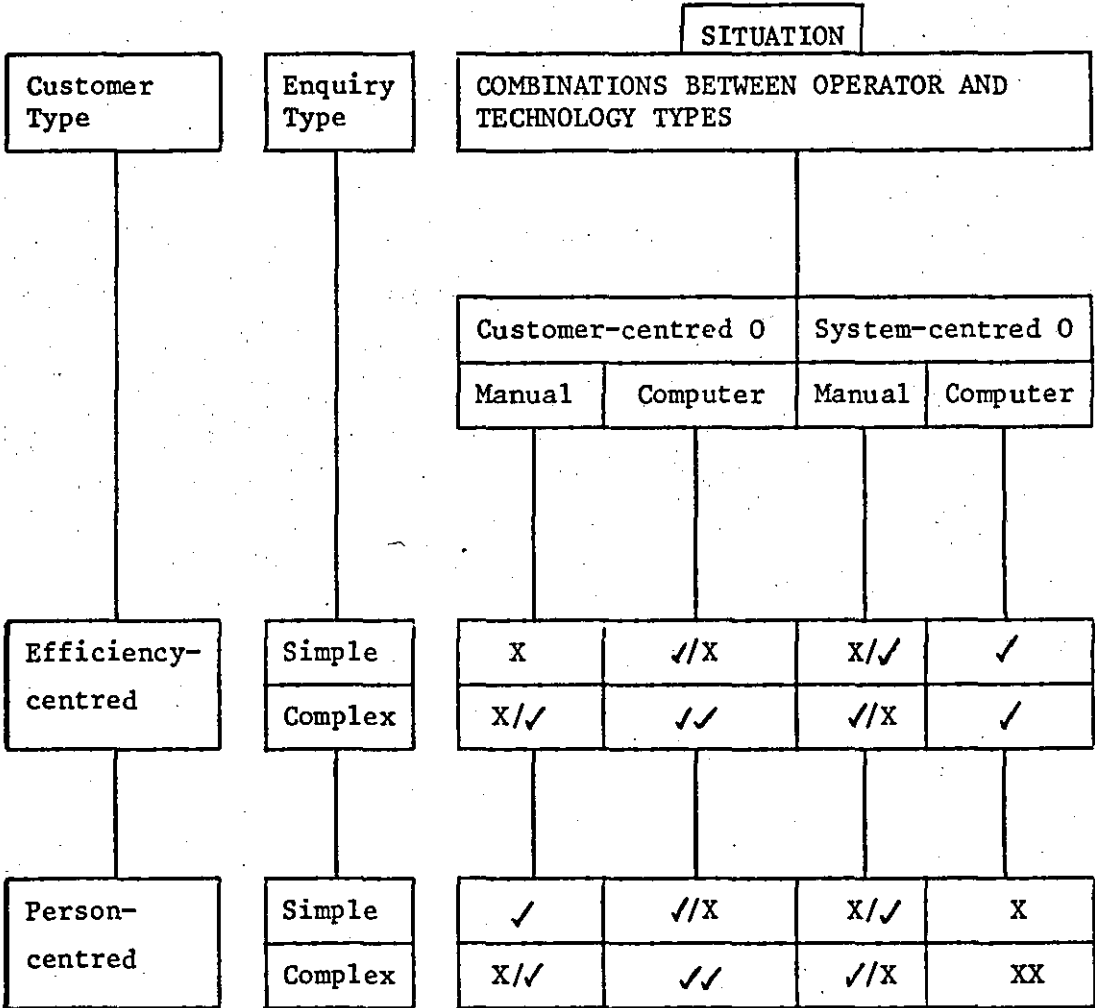 SITUATION
Customer
Type
Enquiry
Type
COMBINATIONS BETWEEN OPERATOR AND
TECHNOLOGY TYPES
Customer-centred O System-centred O
Manual Computer Manual Computer
Efficiency-
centred
Simple X ✓/X X/✓ ✓
Complex X/✓ ✓✓ ✓/X ✓
Person-
centred
Simple ✓ ✓/X X/✓ X
Complex X/✓ ✓✓ ✓/X XX